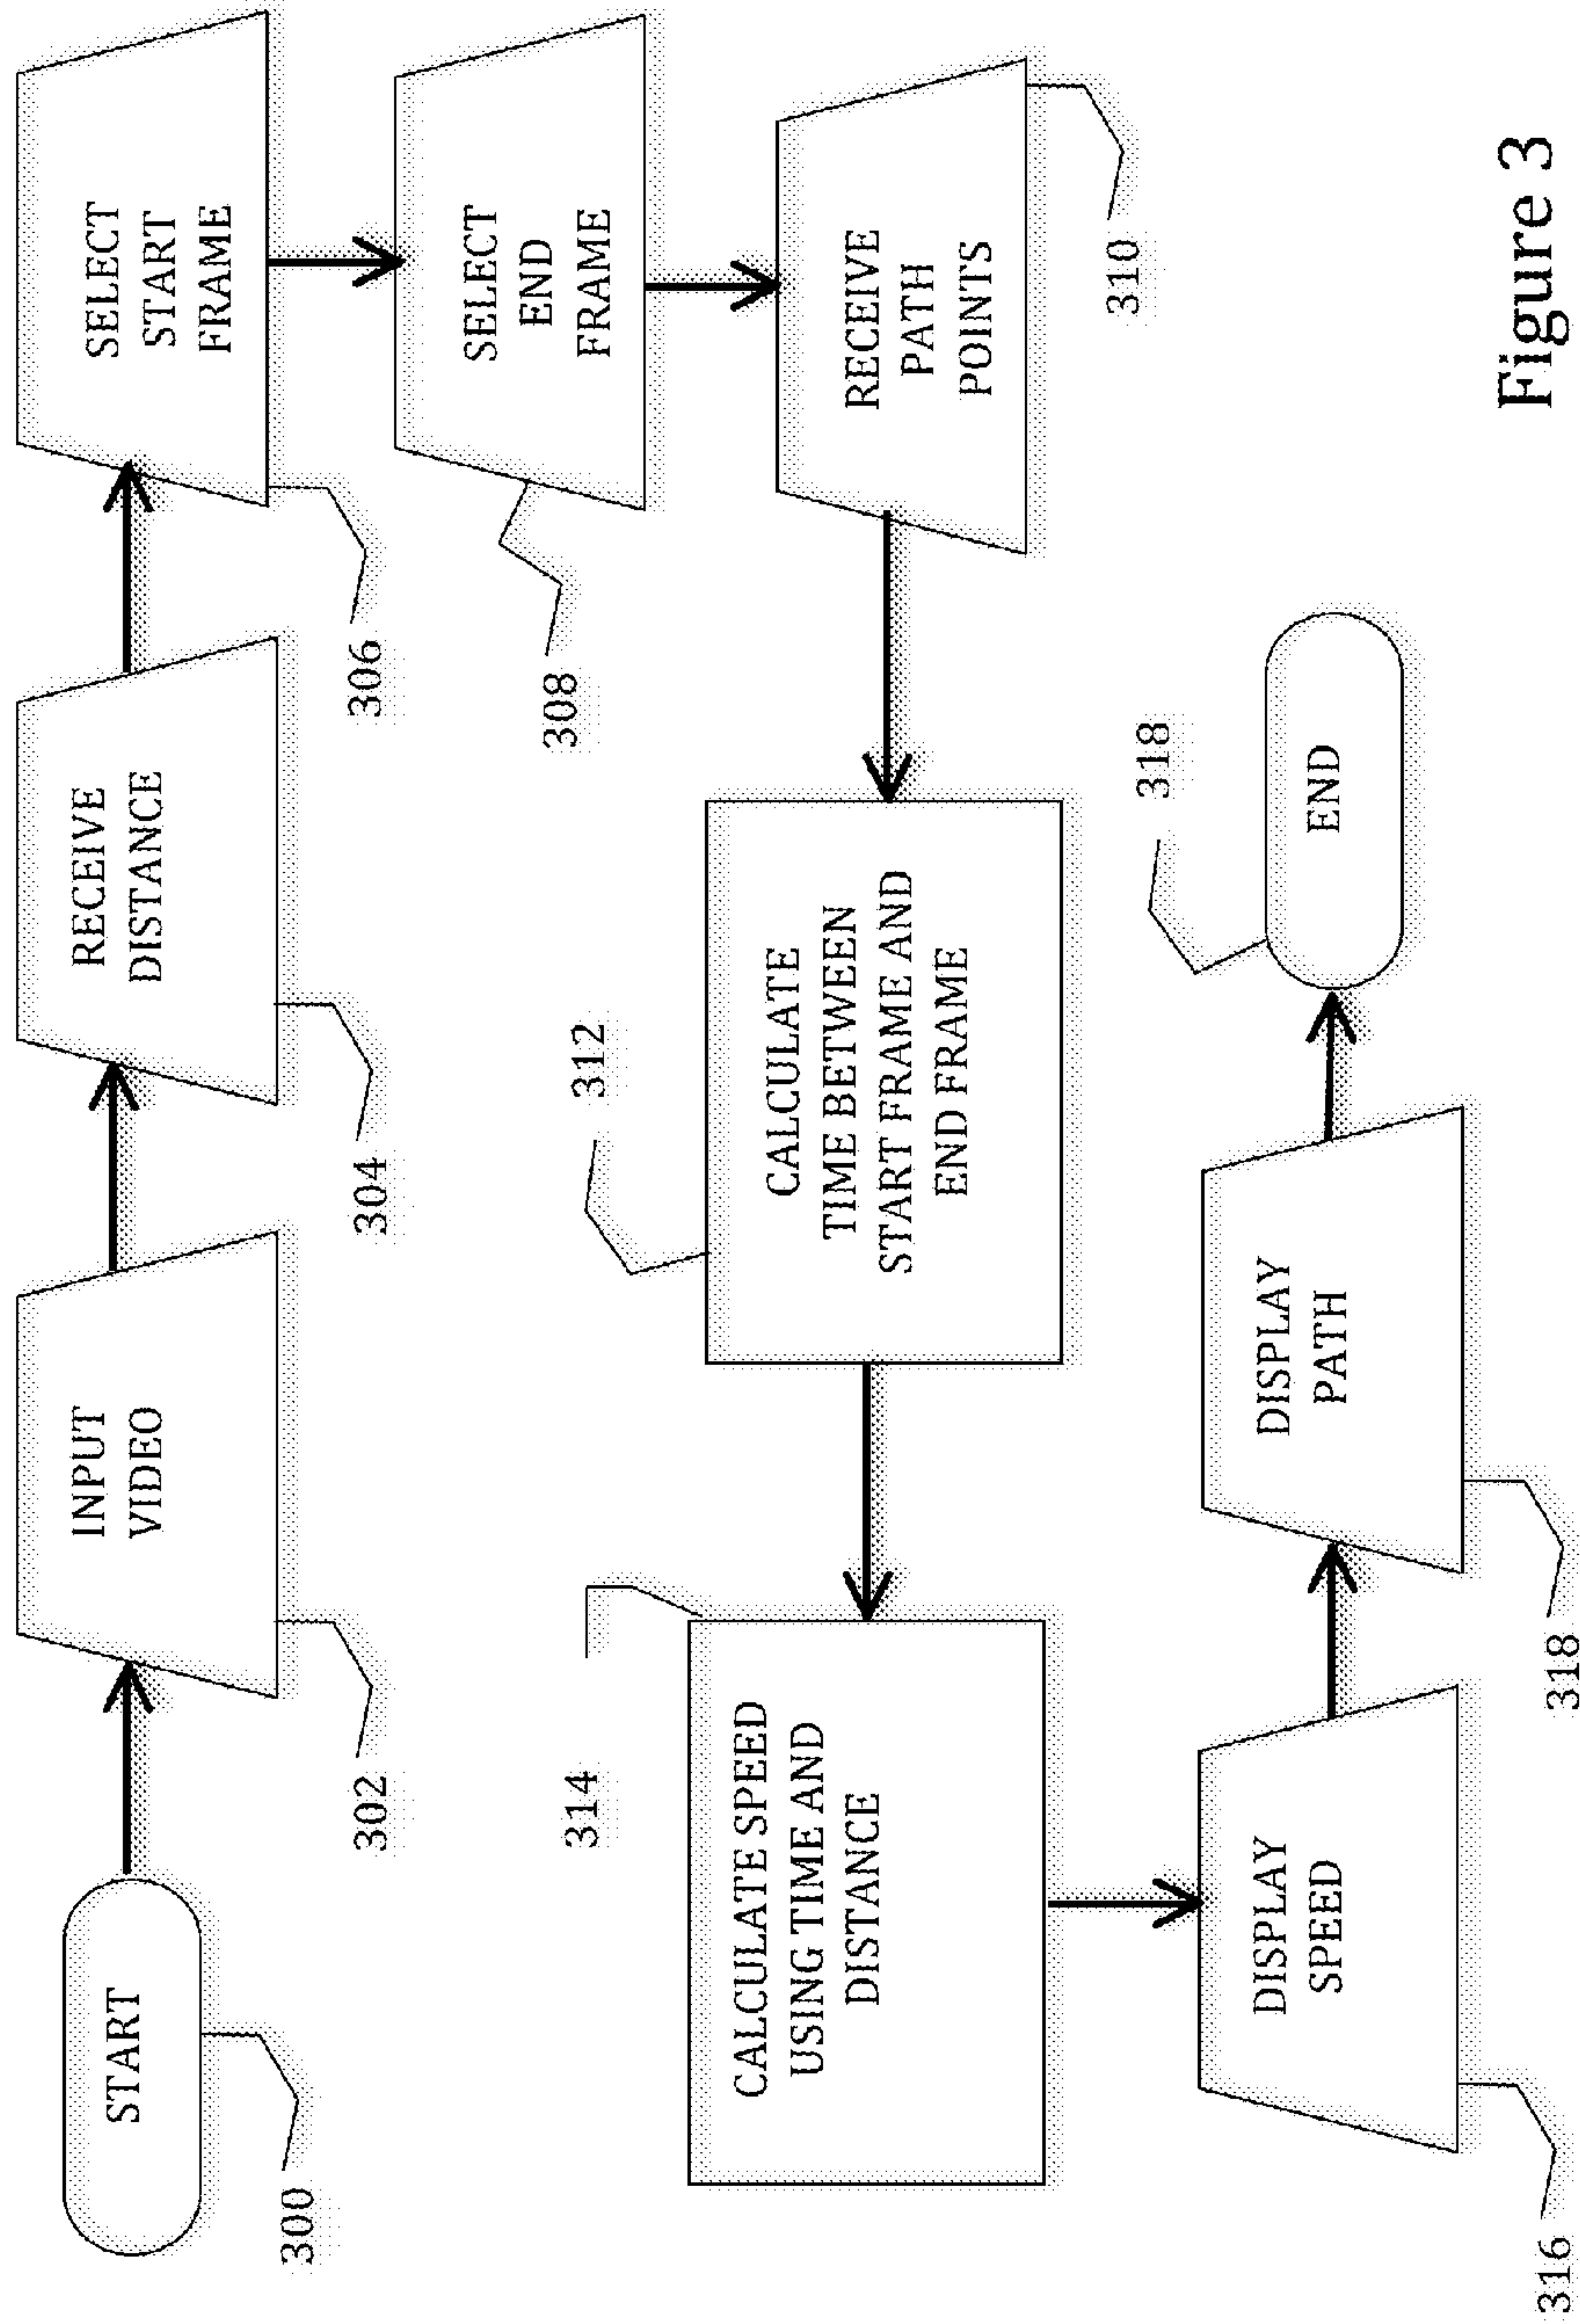 START
300
INPUT
VIDEO
302
RECEIVE
DISTANCE
304
SELECT
START
FRAME
306
SELECT
END
FRAME
308
RECEIVE
PATH
POINTS
310
CALCULATE
TIME BETWEEN
START FRAME AND
END FRAME
312
CALCULATE SPEED
USING TIME AND
DISTANCE
314
DISPLAY
SPEED
316
DISPLAY
PATH
318
END
318
Figure 3